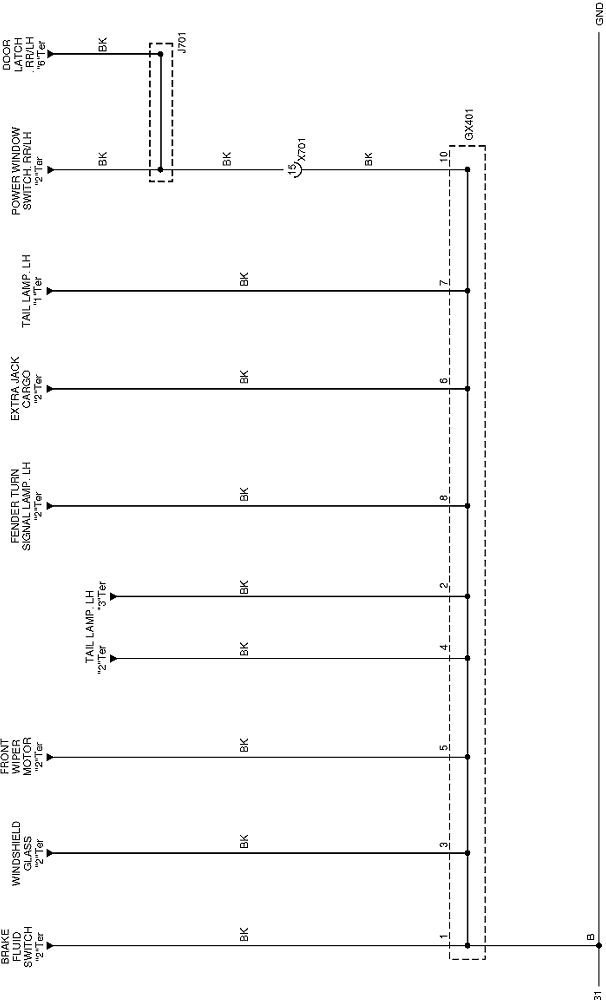 BRAKE
FLUID
SWITCH
"2"Ter
WINDSHIELD
GLASS
"2"Ter
FRONT
WIPER
MOTOR
"2"Ter
TAIL LAMP. LH
"2"Ter
"3"Ter
FENDER TURN
SIGNAL LAMP. LH
"2"Ter
EXTRA JACK
CARGO
"2"Ter
TAIL LAMP. LH
"1"Ter
POWER WINDOW
SWITCH. RR/LH
"2"Ter
DOOR
LATCH
. RR/LH
"6"Ter
BK
BK
BK
BK
BK
BK
BK
BK
BK
BK
J701
BK
15
X701
BK
1
3
5
4
2
8
6
7
10
GX401
B
31
GND